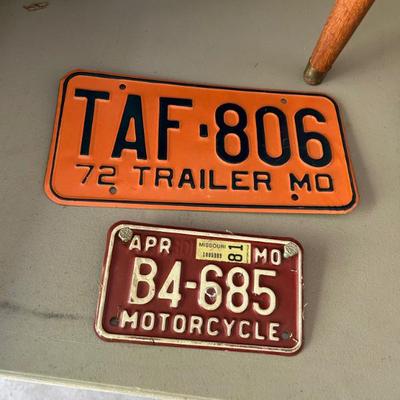 TAF·806
72 TRAILER MO
APR MISSOURI 81 MO
B4-685
MOTORCYCLE